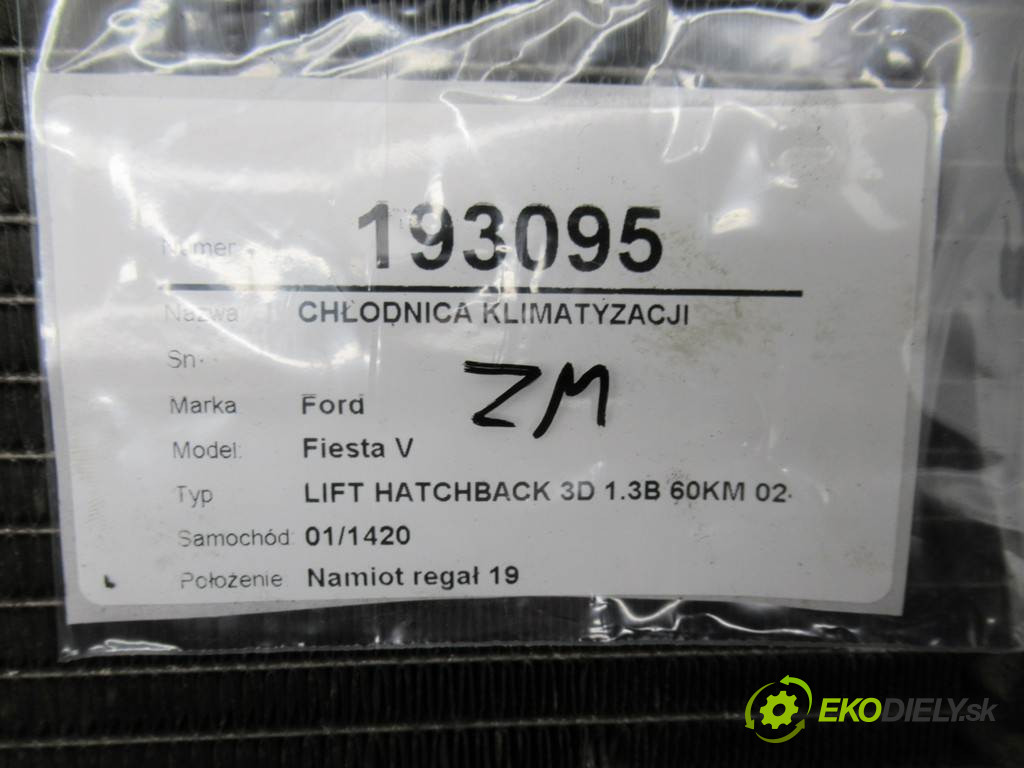 Numer 193095
Nazwa CHŁODNICA KLIMATYZACJI
Sn
ZM
Marka Ford
Model: Fiesta V
Typ LIFT HATCHBACK 3D 1.3B 60KM 02-
Samochód 01/1420
Położenie Namiot regał 19
EKODIELY.sk